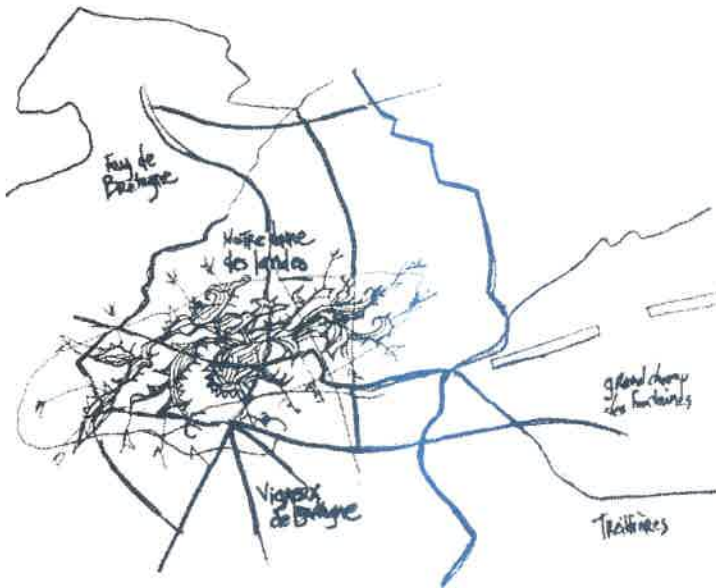 Fay de
Bretagne
Notre dame
des landes
Vigneux
de Bretagne
grand champ
des fontaines
Treillières